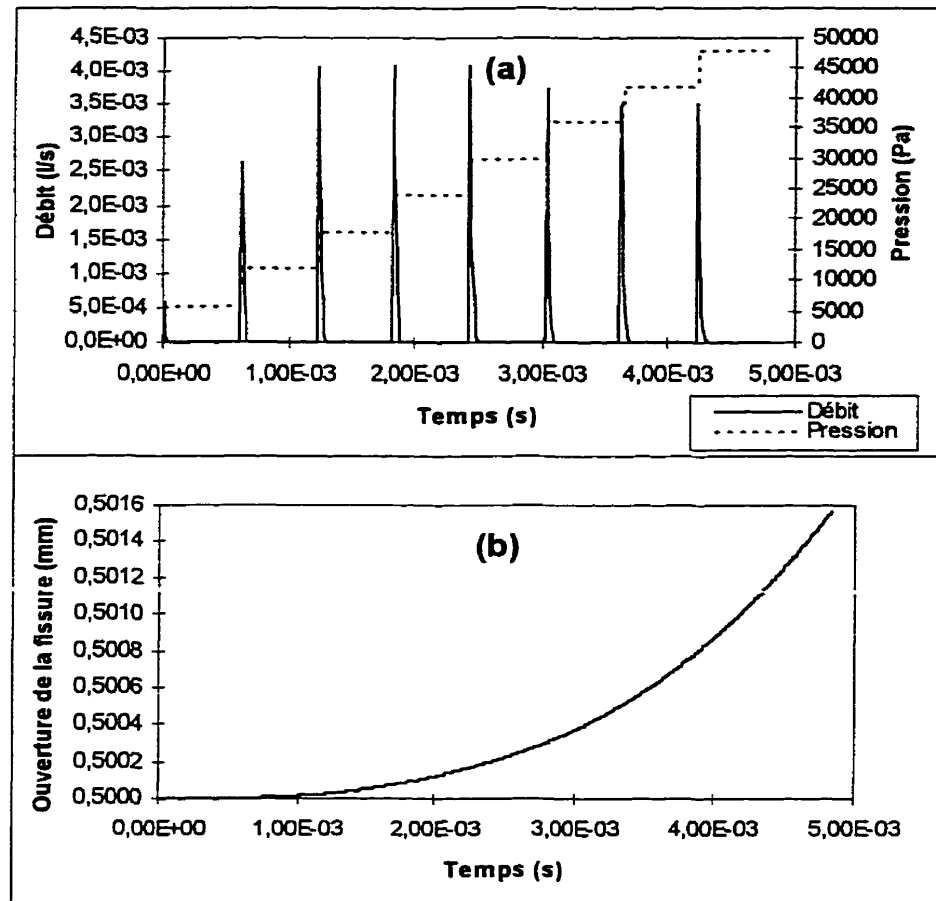 (a)
Débit (l/s)
4,5E-03
4,0E-03
3,5E-03
3,0E-03
2,5E-03
2,0E-03
1,5E-03
1,0E-03
5,0E-04
0,0E+00
50000
45000
40000
35000
30000
25000
20000
15000
10000
5000
0
Pression (Pa)
0,00E+00 1,00E-03 2,00E-03 3,00E-03 4,00E-03 5,00E-03
Temps (s)
Débit
Pression
(b)
Ouverture de la fissure (mm)
0,5016
0,5014
0,5012
0,5010
0,5008
0,5006
0,5004
0,5002
0,5000
0,00E+00 1,00E-03 2,00E-03 3,00E-03 4,00E-03 5,00E-03
Temps (s)